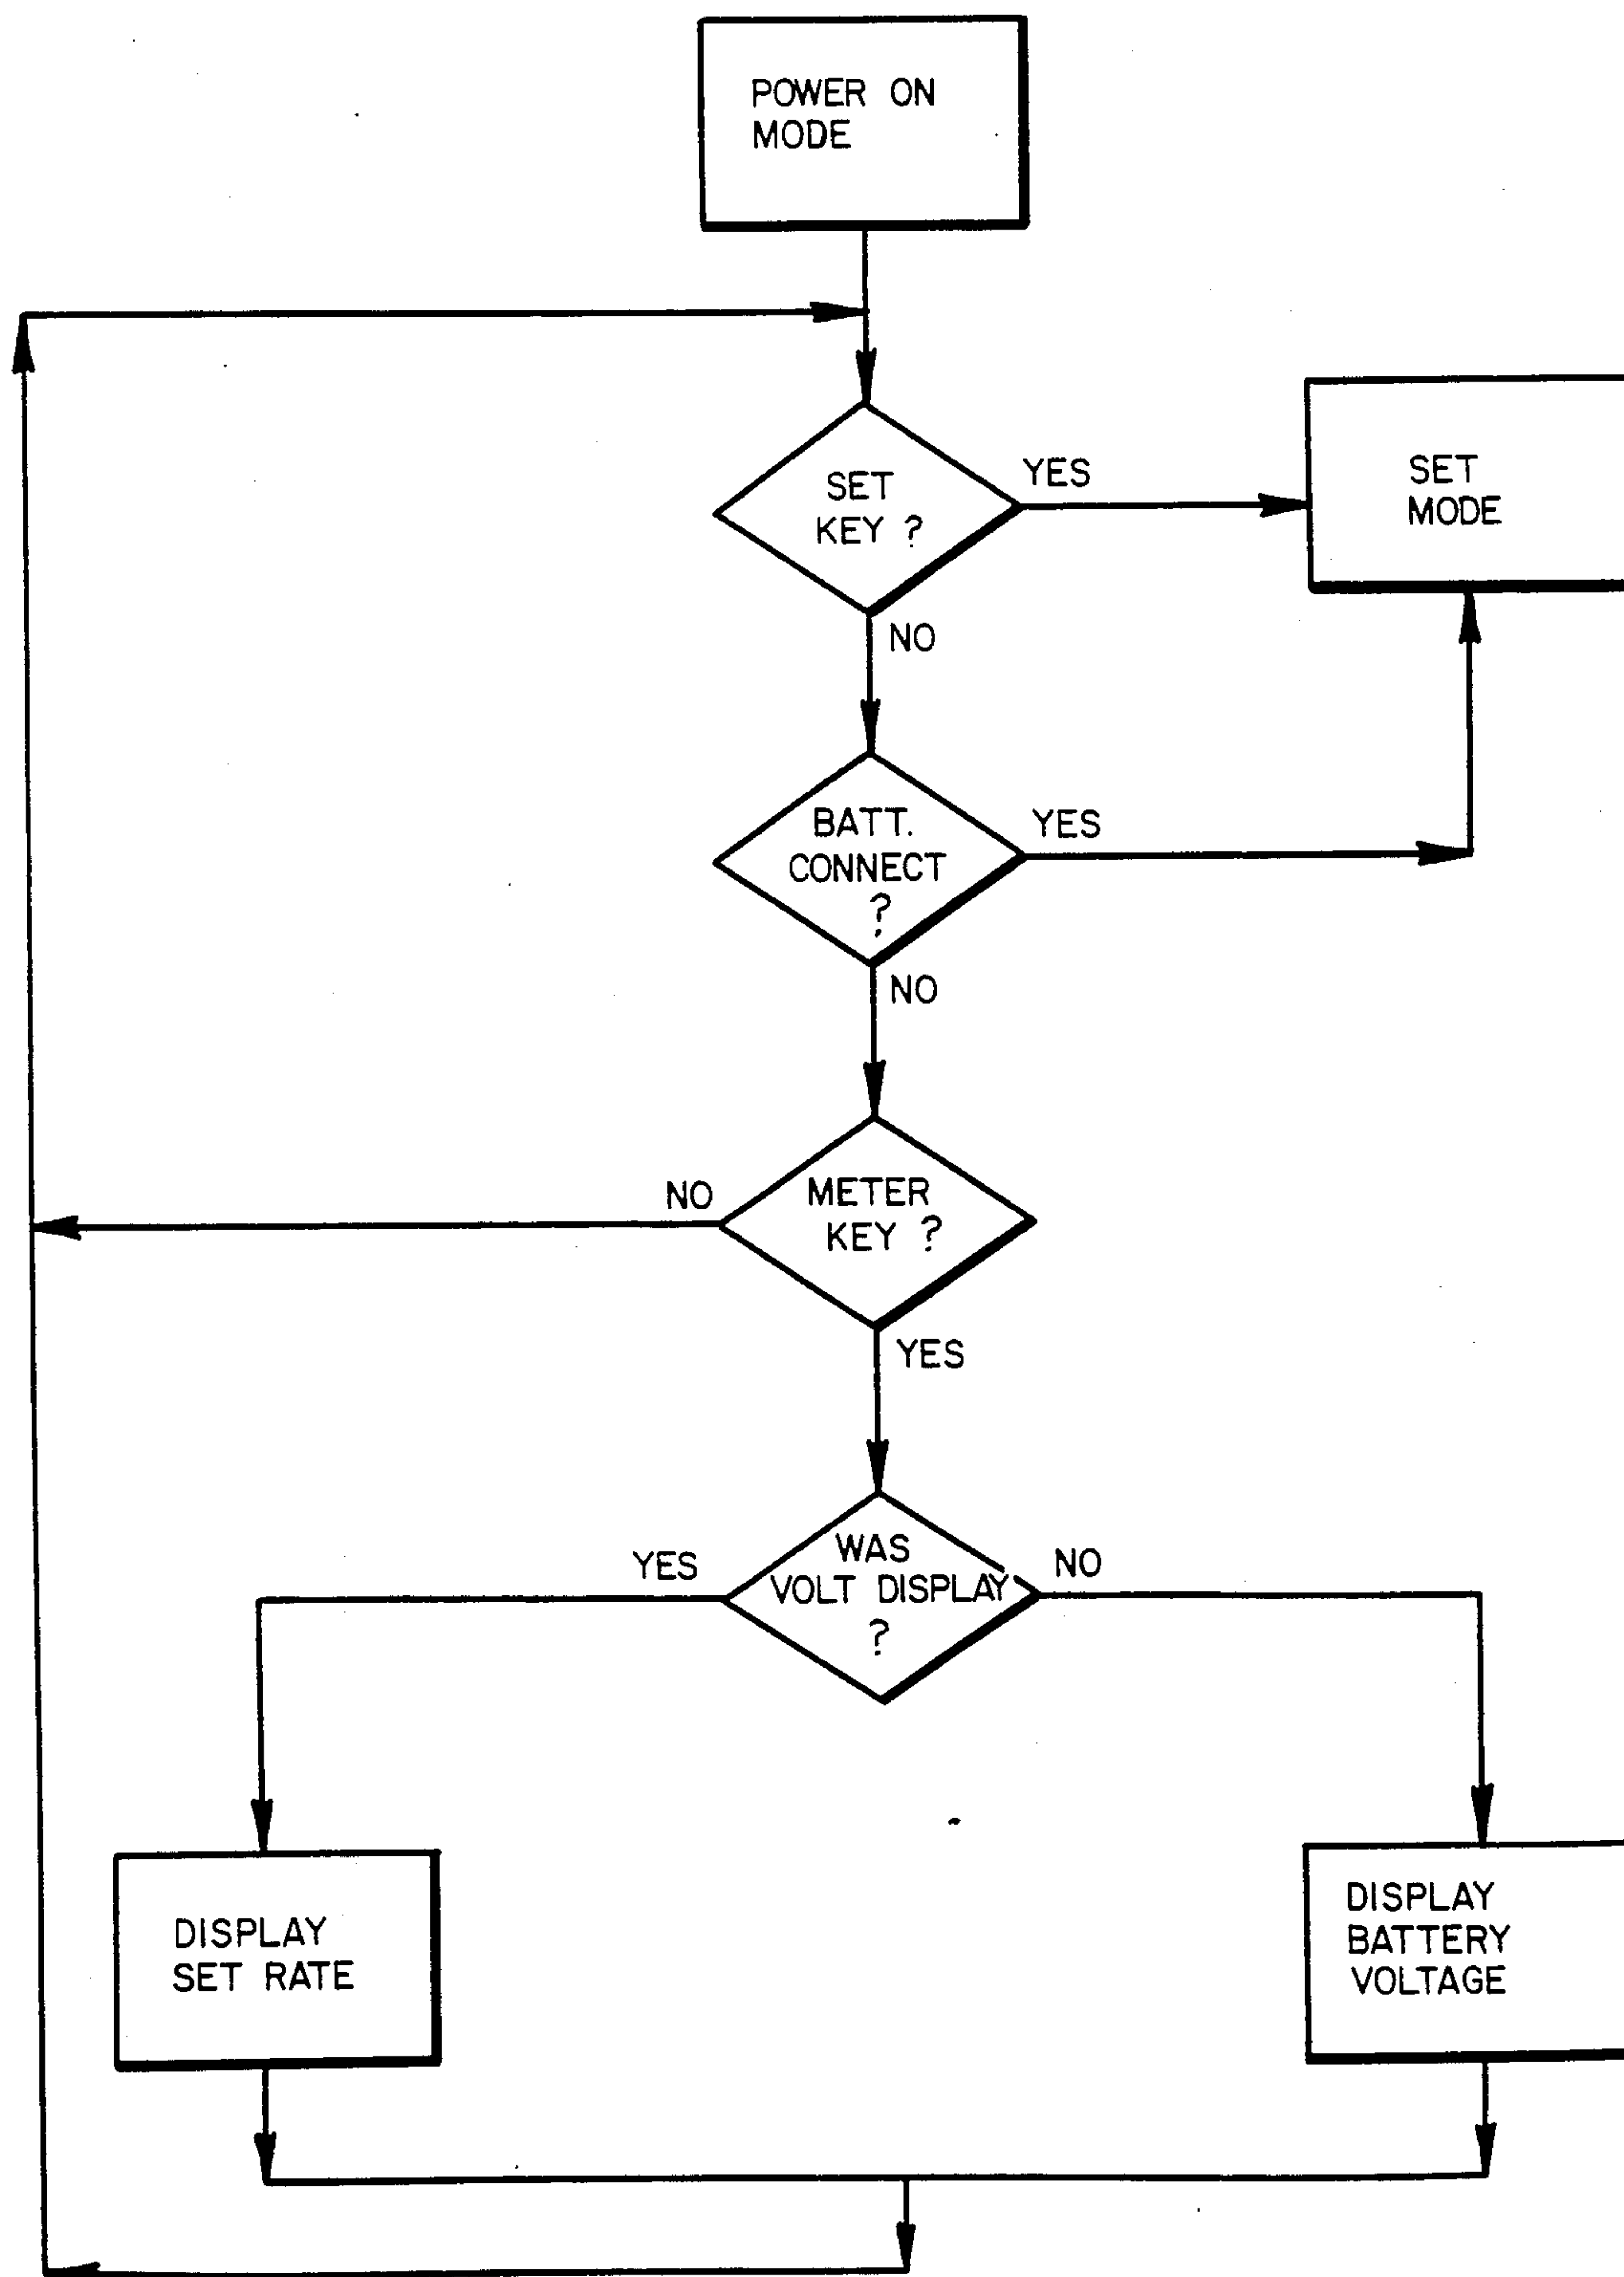 POWER ON
MODE
SET
KEY ?
YES
SET
MODE
NO
BATT.
CONNECT
?
YES
NO
NO
METER
KEY ?
YES
YES
WAS
VOLT DISPLAY
?
NO
DISPLAY
SET RATE
DISPLAY
BATTERY
VOLTAGE